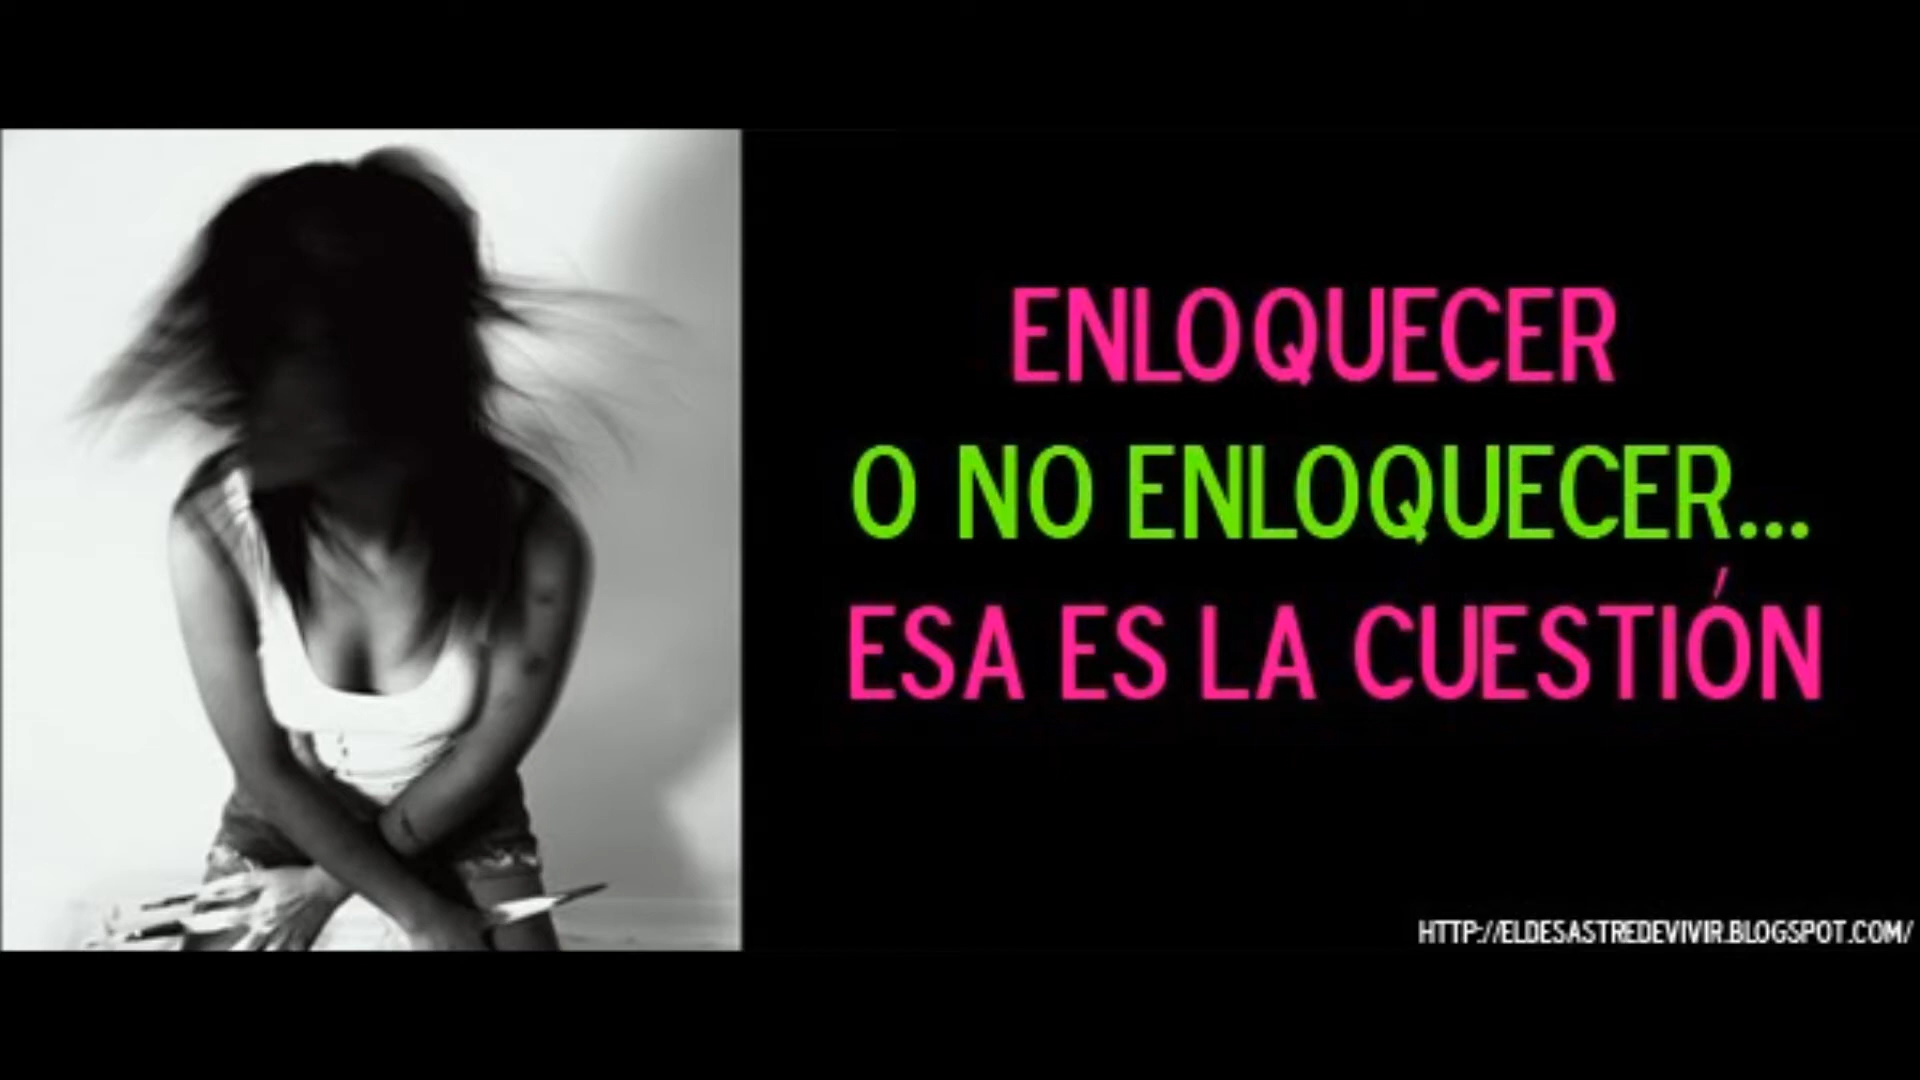 ENLOQUECER
O NO ENLOQUECER...
ESA ES LA CUESTIÓN
HTTP://ELDESASTREDEVIVIR.BLOGSPOT.COM/